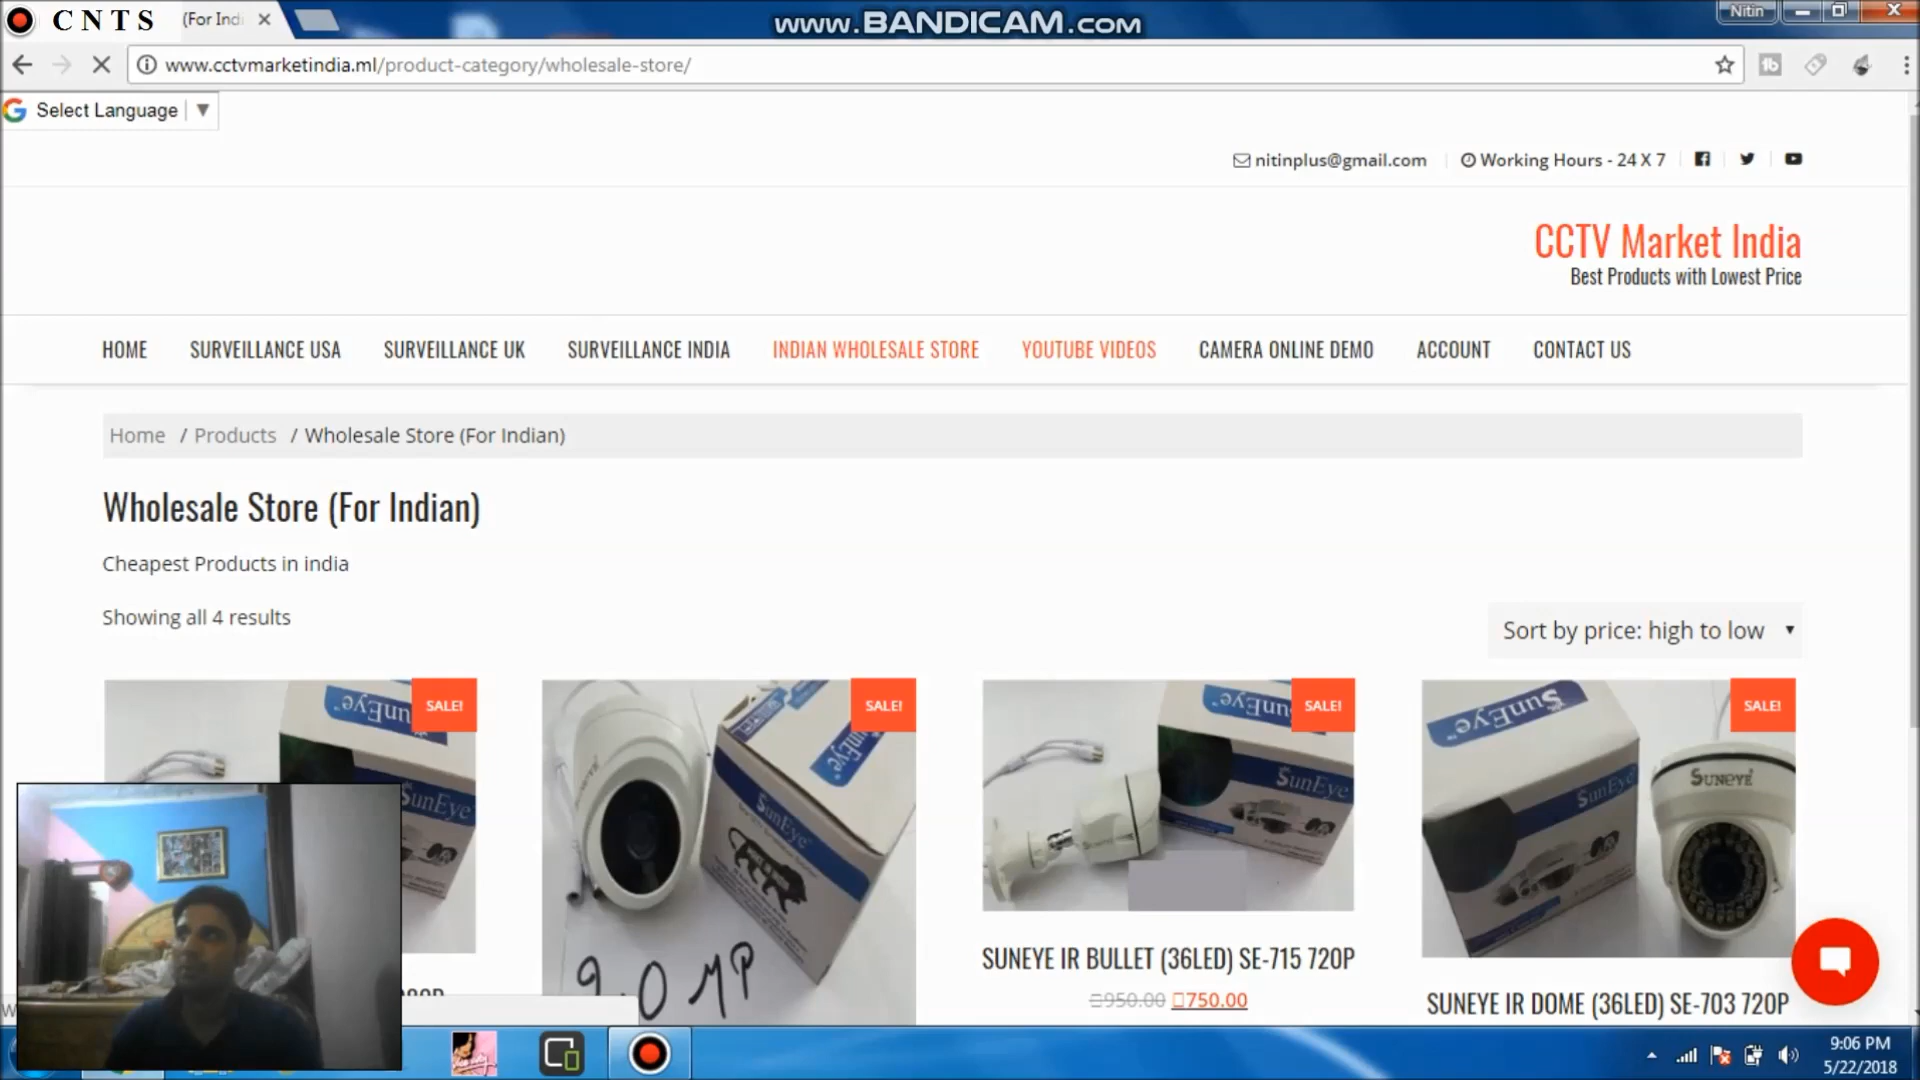 CNTS
(For Indi
www.BANDICAM.com
Nitin
www.cctvmarketindia.ml/product-category/wholesale-store/
Select Language
nitinplus@gmail.com
Working Hours - 24 X 7
CCTV Market India
Best Products with Lowest Price
HOME
SURVEILLANCE USA
SURVEILLANCE UK
SURVEILLANCE INDIA
INDIAN WHOLESALE STORE
YOUTUBE VIDEOS
CAMERA ONLINE DEMO
ACCOUNT
CONTACT US
Home / Products / Wholesale Store (For Indian)
Wholesale Store (For Indian)
Cheapest Products in india
Showing all 4 results
Sort by price: high to low
SALE!
SALE!
SALE!
SALE!
SunEye
SunEye
SunEye
SunEye
SunEye
SunEye
SUNEYE
9.0 MP
SUNEYE IR BULLET (36LED) SE-715 720P
950.00 750.00
SUNEYE IR DOME (36LED) SE-703 720P
9:06 PM
5/22/2018